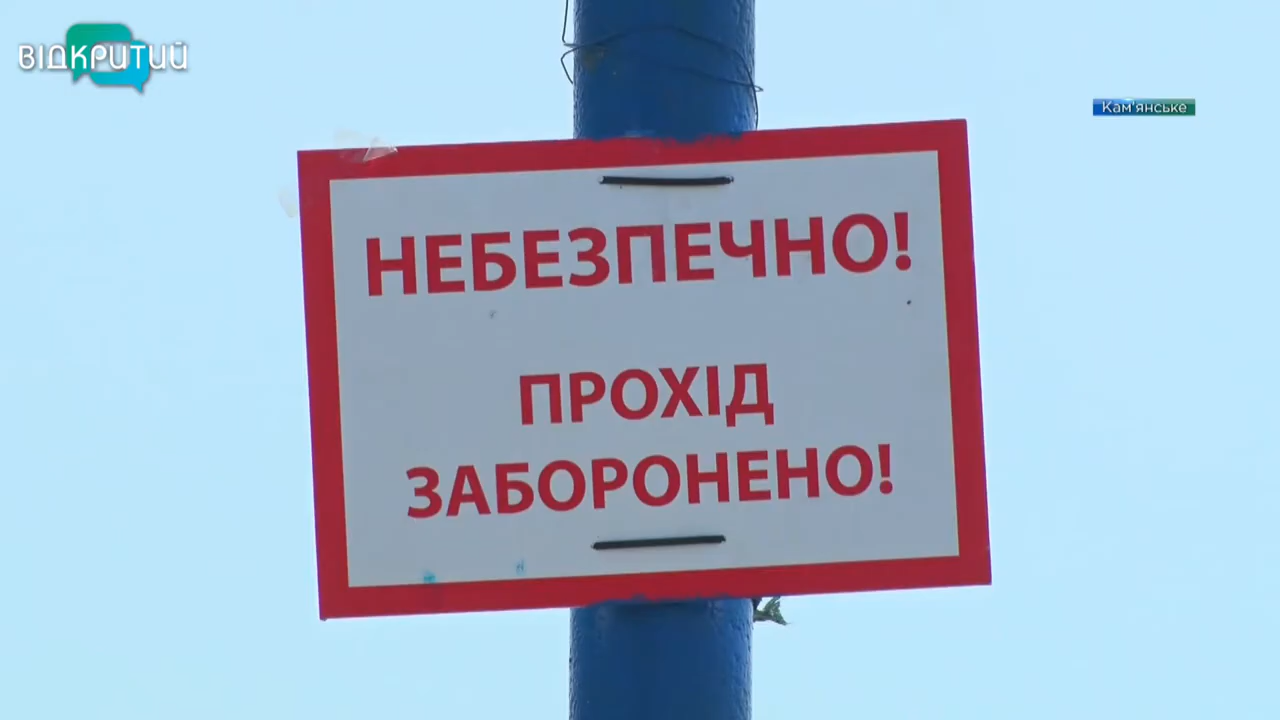 ВІДКРИТИЙ
Кам'янське
НЕБЕЗПЕЧНО!
ПРОХІД
ЗАБОРОНЕНО!